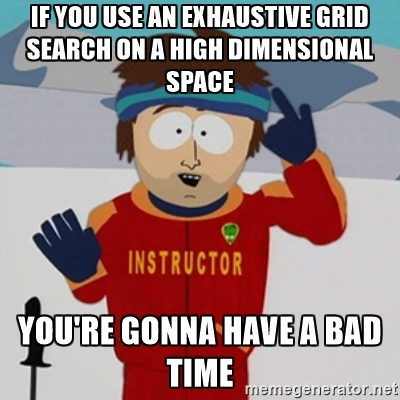 IF YOU USE AN EXHAUSTIVE GRID
SEARCH ON A HIGH DIMENSIONAL
SPACE
INSTRUCTOR
YOU'RE GONNA HAVE A BAD
TIME
memegenerator.net